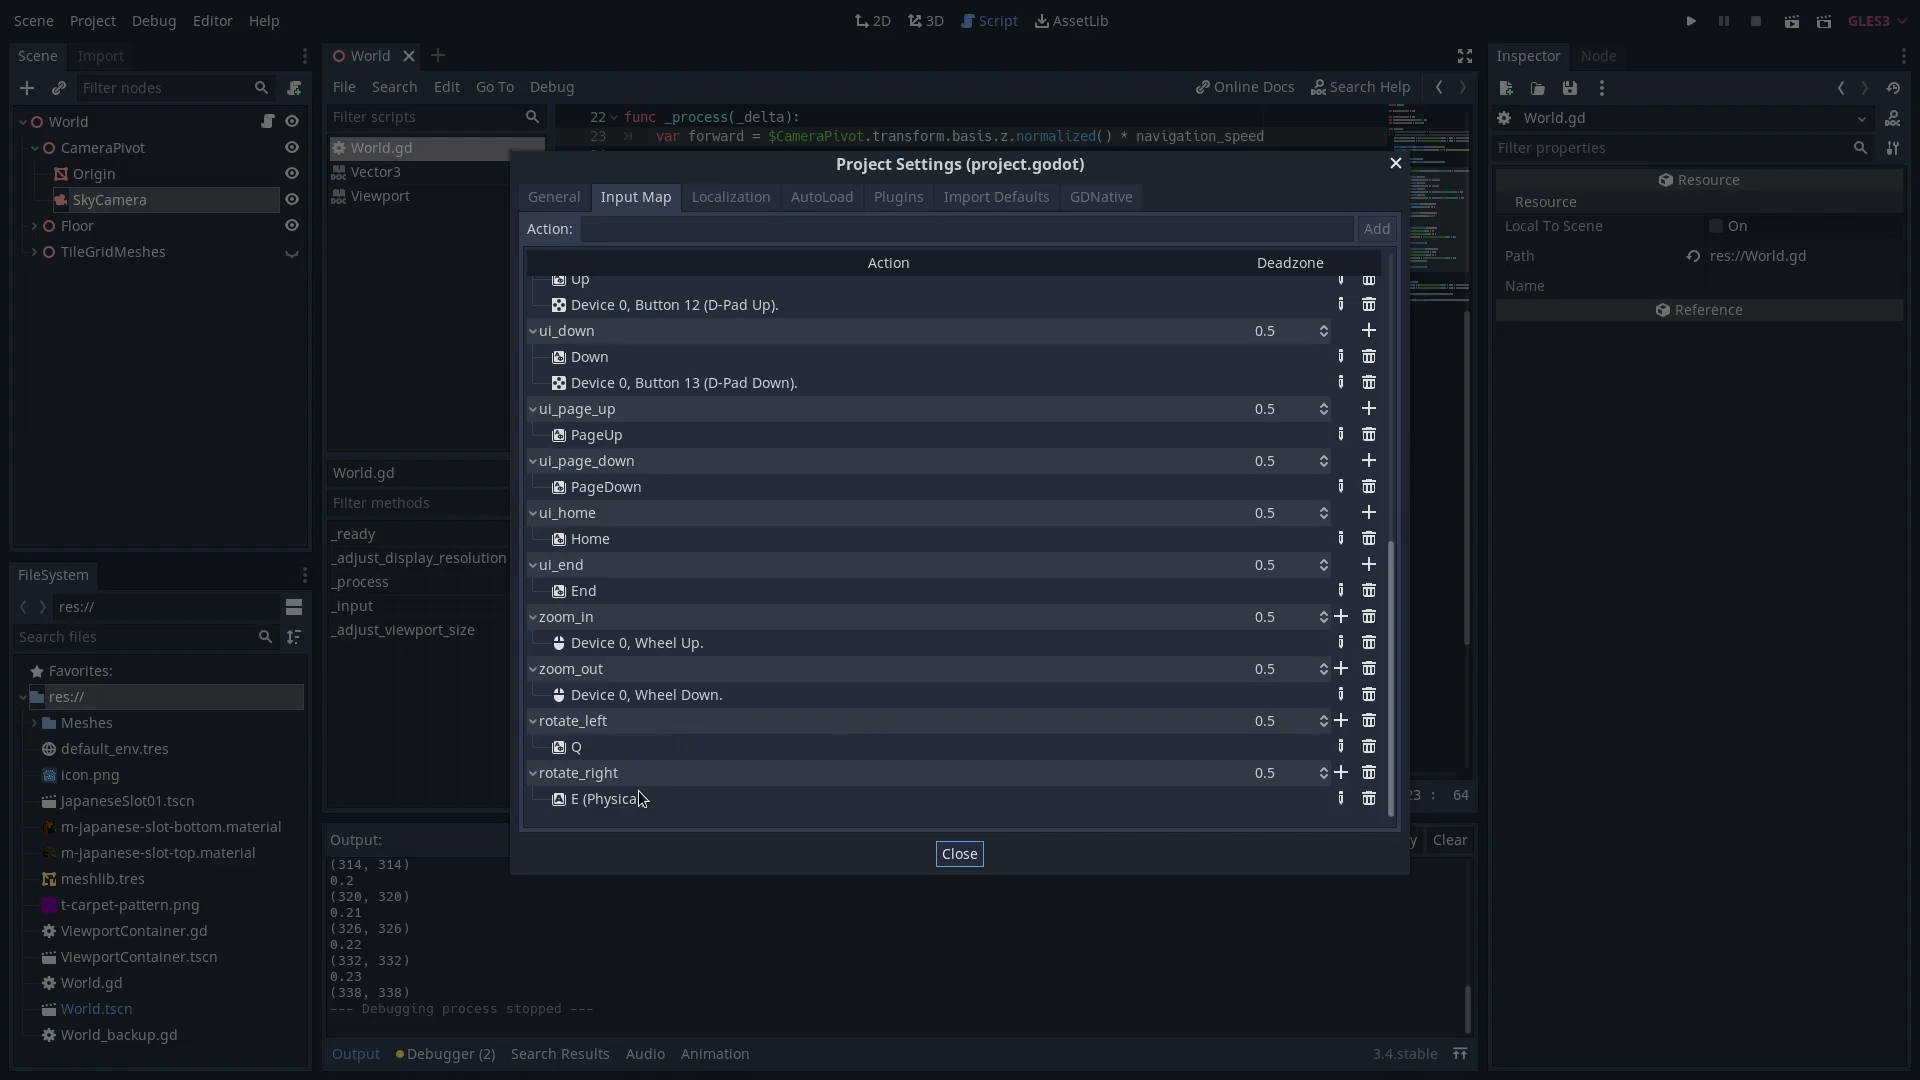 Scene Project Debug Editor Help
2D 3D Script AssetLib
GLES3
Scene Import
Filter nodes
World
CameraPivot
Origin
SkyCamera
Floor
TileGridMeshes
FileSystem
res://
Search files
Favorites:
res://
Meshes
default_env.tres
icon.png
JapaneseSlot01.tscn
m-japanese-slot-bottom.material
m-japanese-slot-top.material
meshlib.tres
t-carpet-pattern.png
ViewportContainer.gd
ViewportContainer.tscn
World.gd
World.tscn
World_backup.gd
World
File Search Edit Go To Debug
Online Docs Search Help
Filter scripts
World.gd
Vector3
Viewport
World.gd
Filter methods
_ready
_adjust_display_resolution
_process
_input
_adjust_viewport_size
22 func _process(_delta):
23 var forward = $CameraPivot.transform.basis.z.normalized() * navigation_speed
Project Settings (project.godot)
General Input Map Localization AutoLoad Plugins Import Defaults GDNative
Action: Add
Action Deadzone
Up
Device 0, Button 12 (D-Pad Up).
ui_down 0.5
Down
Device 0, Button 13 (D-Pad Down).
ui_page_up 0.5
PageUp
ui_page_down 0.5
PageDown
ui_home 0.5
Home
ui_end 0.5
End
zoom_in 0.5
Device 0, Wheel Up.
zoom_out 0.5
Device 0, Wheel Down.
rotate_left 0.5
Q
rotate_right 0.5
E (Physica
Close
23 : 64
Output:
y Clear
(314, 314)
0.2
(320, 320)
0.21
(326, 326)
0.22
(332, 332)
0.23
(338, 338)
--- Debugging process stopped ---
Output Debugger (2) Search Results Audio Animation
3.4.stable
Inspector Node
World.gd
Filter properties
Resource
Resource
Local To Scene On
Path res://World.gd
Name
Reference